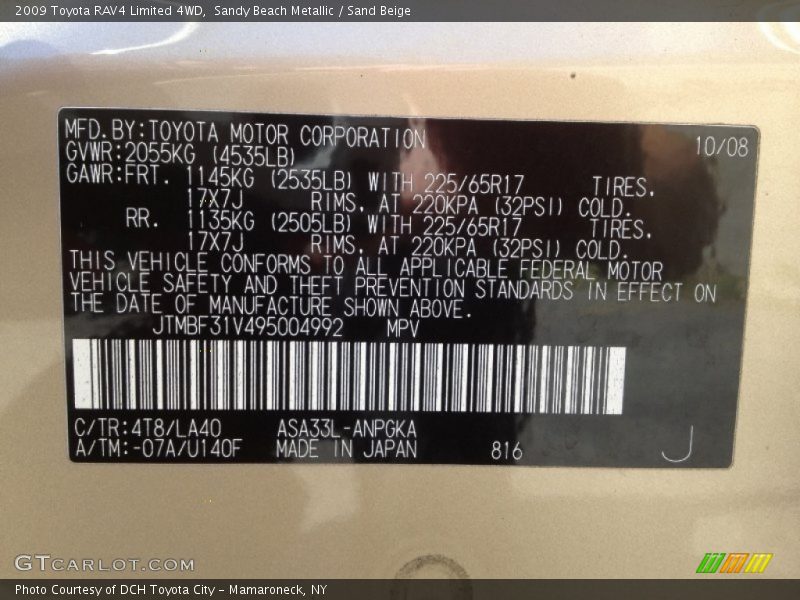 2009 Toyota RAV4 Limited 4WD, Sandy Beach Metallic / Sand Beige
MFD.BY:TOYOTA MOTOR CORPORATION 10/08
GVWR:2055KG (4535LB)
GAWR:FRT. 1145KG (2535LB) WITH 225/65R17 TIRES.
17X7J RIMS, AT 220KPA (32PSI) COLD.
RR. 1135KG (2505LB) WITH 225/65R17 TIRES.
17X7J RIMS, AT 220KPA (32PSI) COLD.
THIS VEHICLE CONFORMS TO ALL APPLICABLE FEDERAL MOTOR
VEHICLE SAFETY AND THEFT PREVENTION STANDARDS IN EFFECT ON
THE DATE OF MANUFACTURE SHOWN ABOVE.
JTMBF31V495004992 MPV
C/TR:4T8/LA40 ASA33L-ANPGKA
A/TM:-07A/U140F MADE IN JAPAN 816 J
GTCARLOT.COM
Photo Courtesy of DCH Toyota City - Mamaroneck, NY